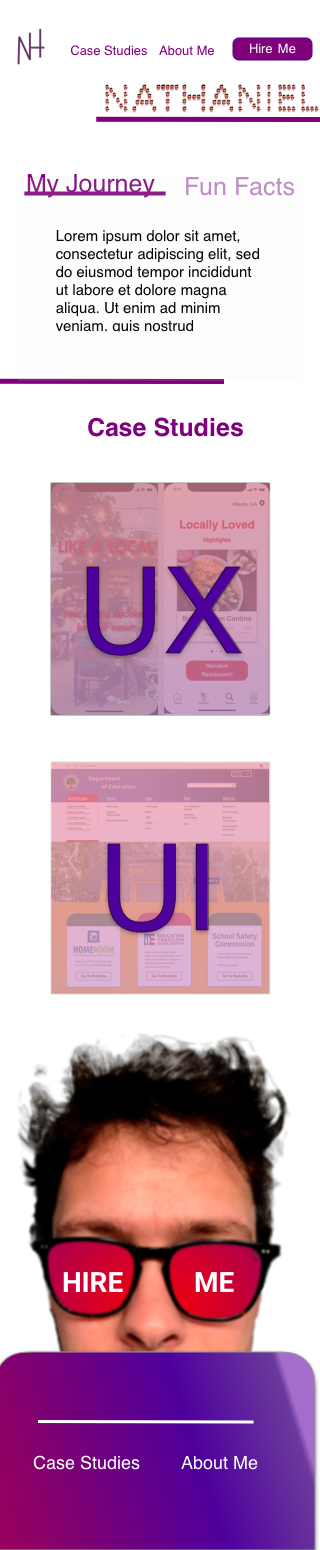 NH
Case Studies About Me Hire Me
NATHANIEL
My Journey Fun Facts
Lorem ipsum dolor sit amet,
consectetur adipiscing elit, sed
do eiusmod tempor incididunt
ut labore et dolore magna
aliqua. Ut enim ad minim
veniam, quis nostrud
Case Studies
LIKE A LOCAL
Atlanta, GA
Locally Loved
Highlights
Cantina
Random
Restaurant!
UX
Department
of Education
UI
HOMEROOM
EDUCATION
FREEDOM
School Safety
Commission
Go To Website
Go To Website
Go To Website
HIRE ME
Case Studies About Me